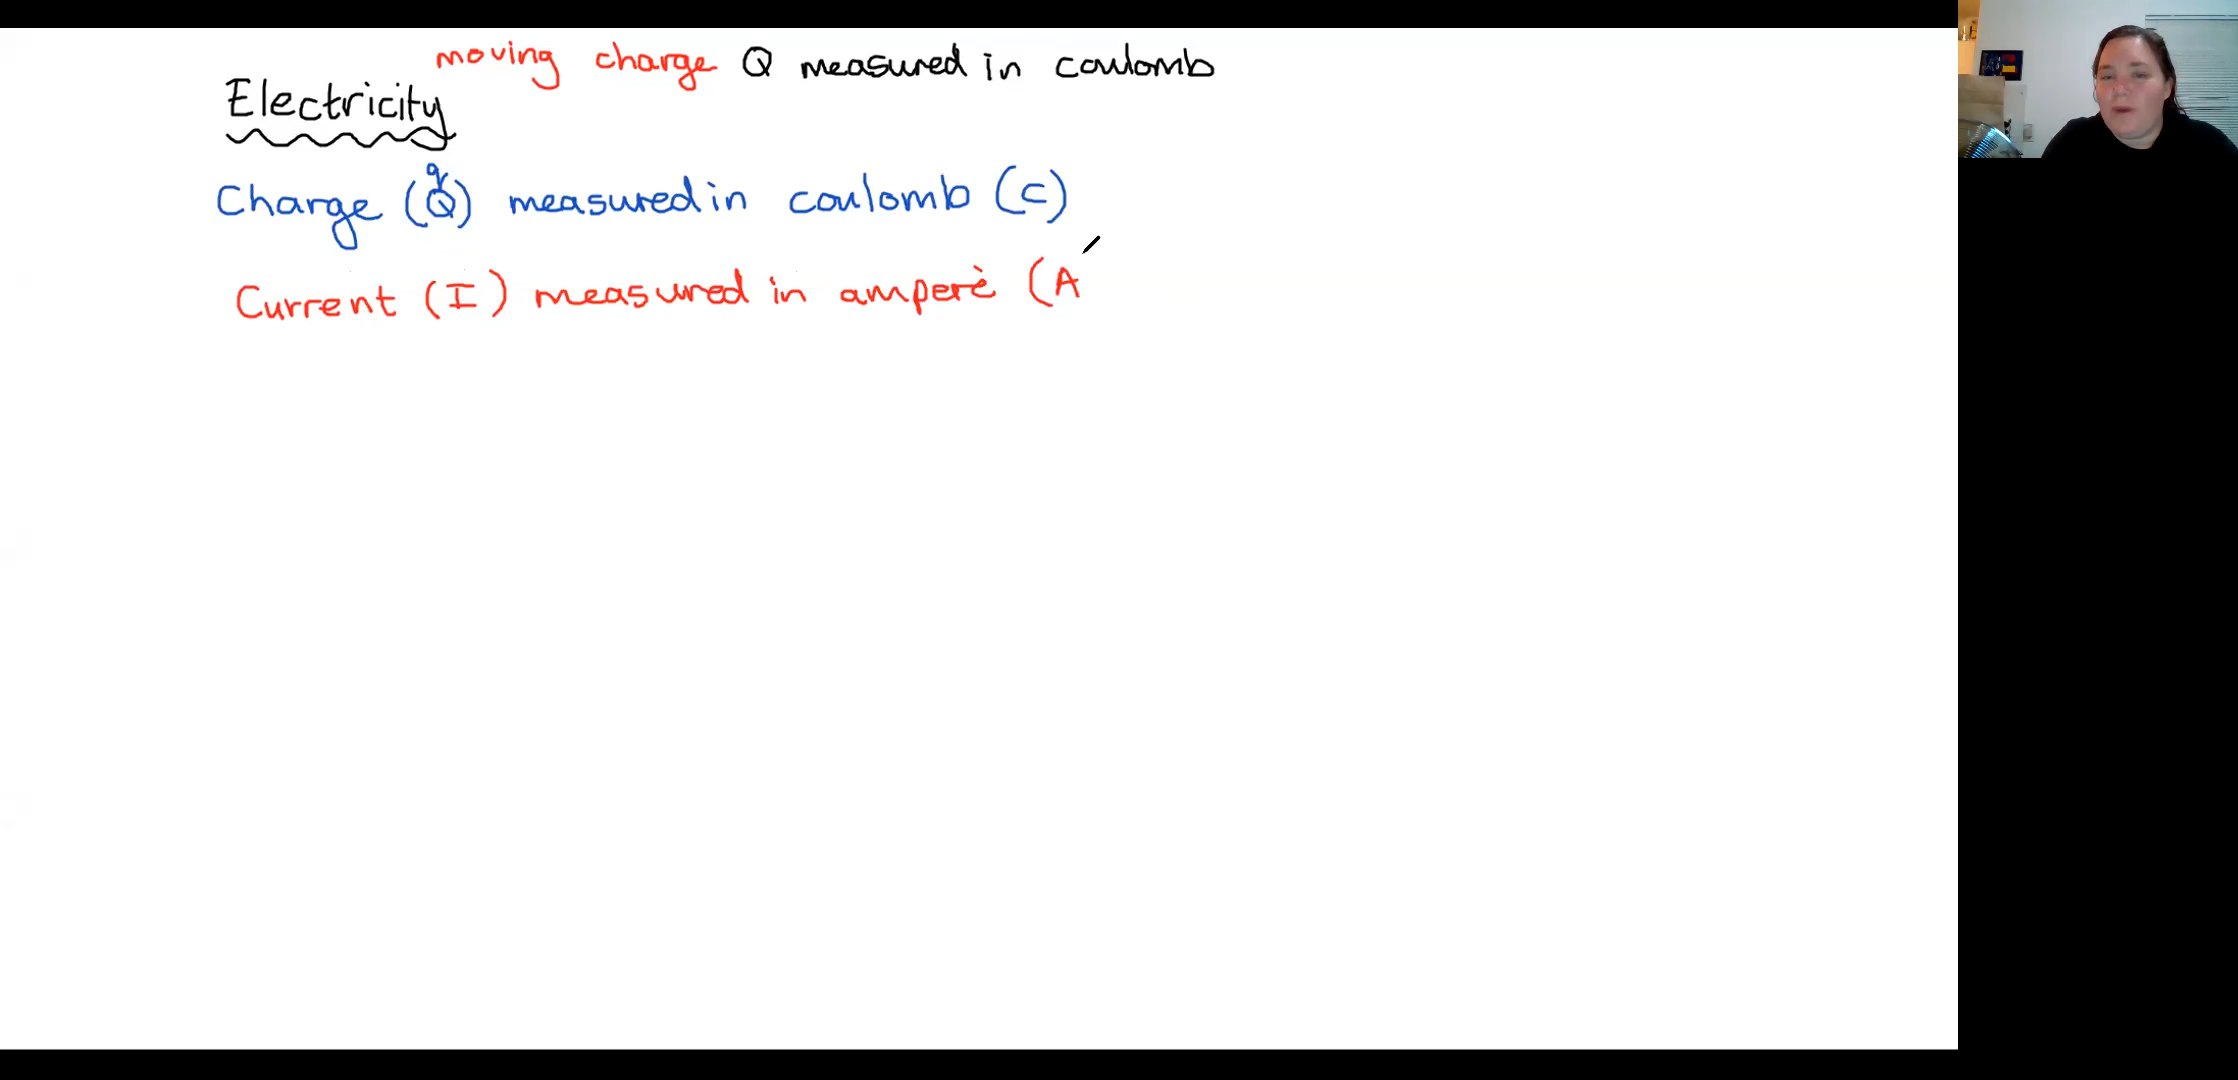 moving charge Q measured in coulomb
Electricity
q
Charge (Q) measured in coulomb (C)
Current (I) measured in amperè (A